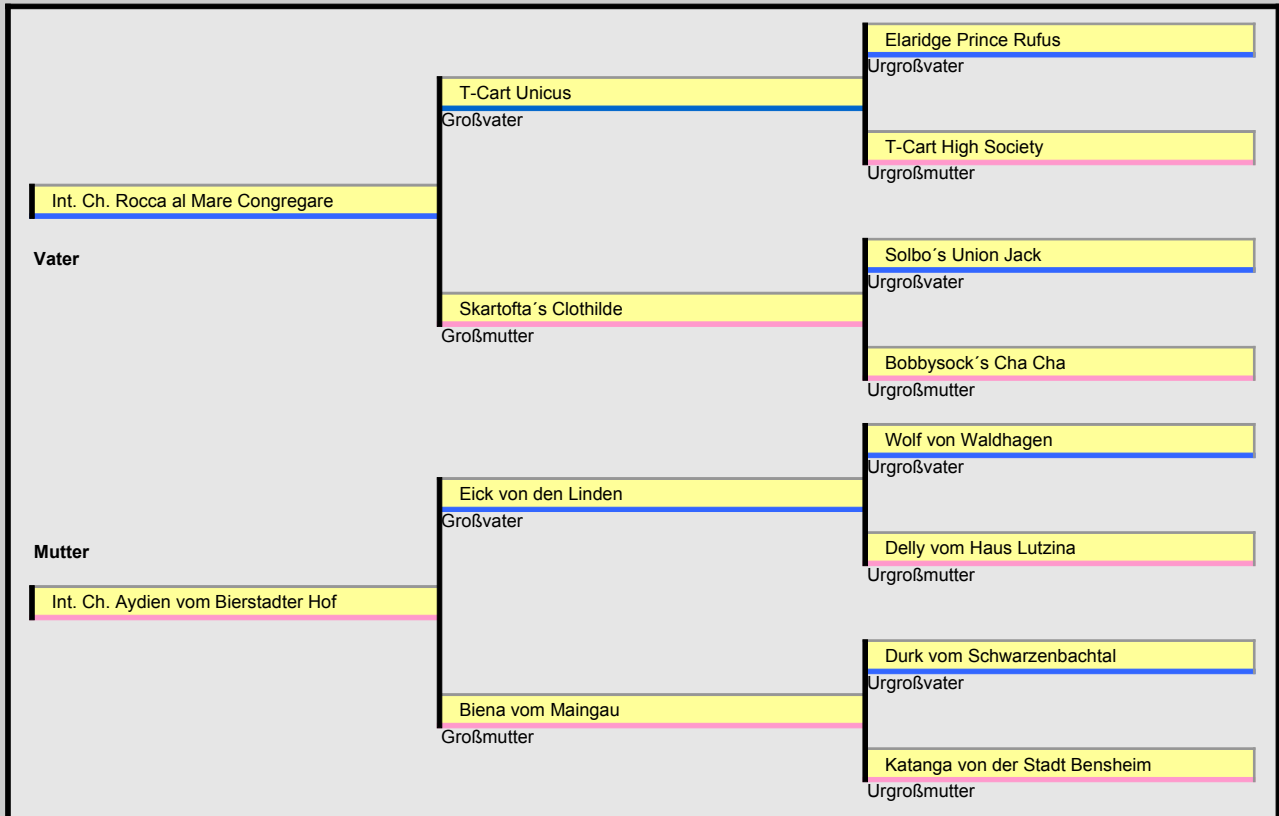 Elaridge Prince Rufus
Urgroßvater
T-Cart Unicus
Großvater
T-Cart High Society
Urgroßmutter
Int. Ch. Rocca al Mare Congregare
Vater
Solbo´s Union Jack
Urgroßvater
Skartofta´s Clothilde
Großmutter
Bobbysock´s Cha Cha
Urgroßmutter
Wolf von Waldhagen
Urgroßvater
Eick von den Linden
Großvater
Mutter
Delly vom Haus Lutzina
Urgroßmutter
Int. Ch. Aydien vom Bierstadter Hof
Durk vom Schwarzenbachtal
Urgroßvater
Biena vom Maingau
Großmutter
Katanga von der Stadt Bensheim
Urgroßmutter